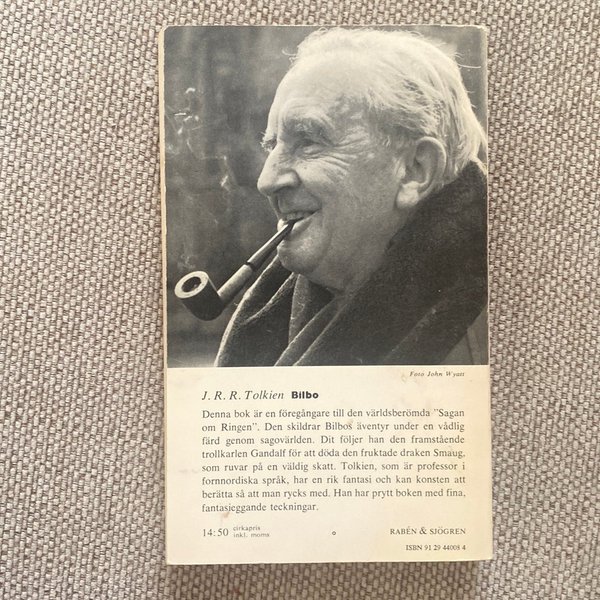 Foto John Wyatt
J. R. R. Tolkien Bilbo
Denna bok är en föregångare till den världsberömda "Sagan
om Ringen". Den skildrar Bilbos äventyr under en vådlig
färd genom sagovärlden. Dit följer han den framstående
trollkarlen Gandalf för att döda den fruktade draken Smaug,
som ruvar på en väldig skatt. Tolkien, som är professor i
fornnordiska språk, har en rik fantasi och kan konsten att
berätta så att man rycks med. Han har prytt boken med fina,
fantasieggande teckningar.
14:50 cirkapris inkl. moms
RABÉN & SJÖGREN
ISBN 91 29 44008 4